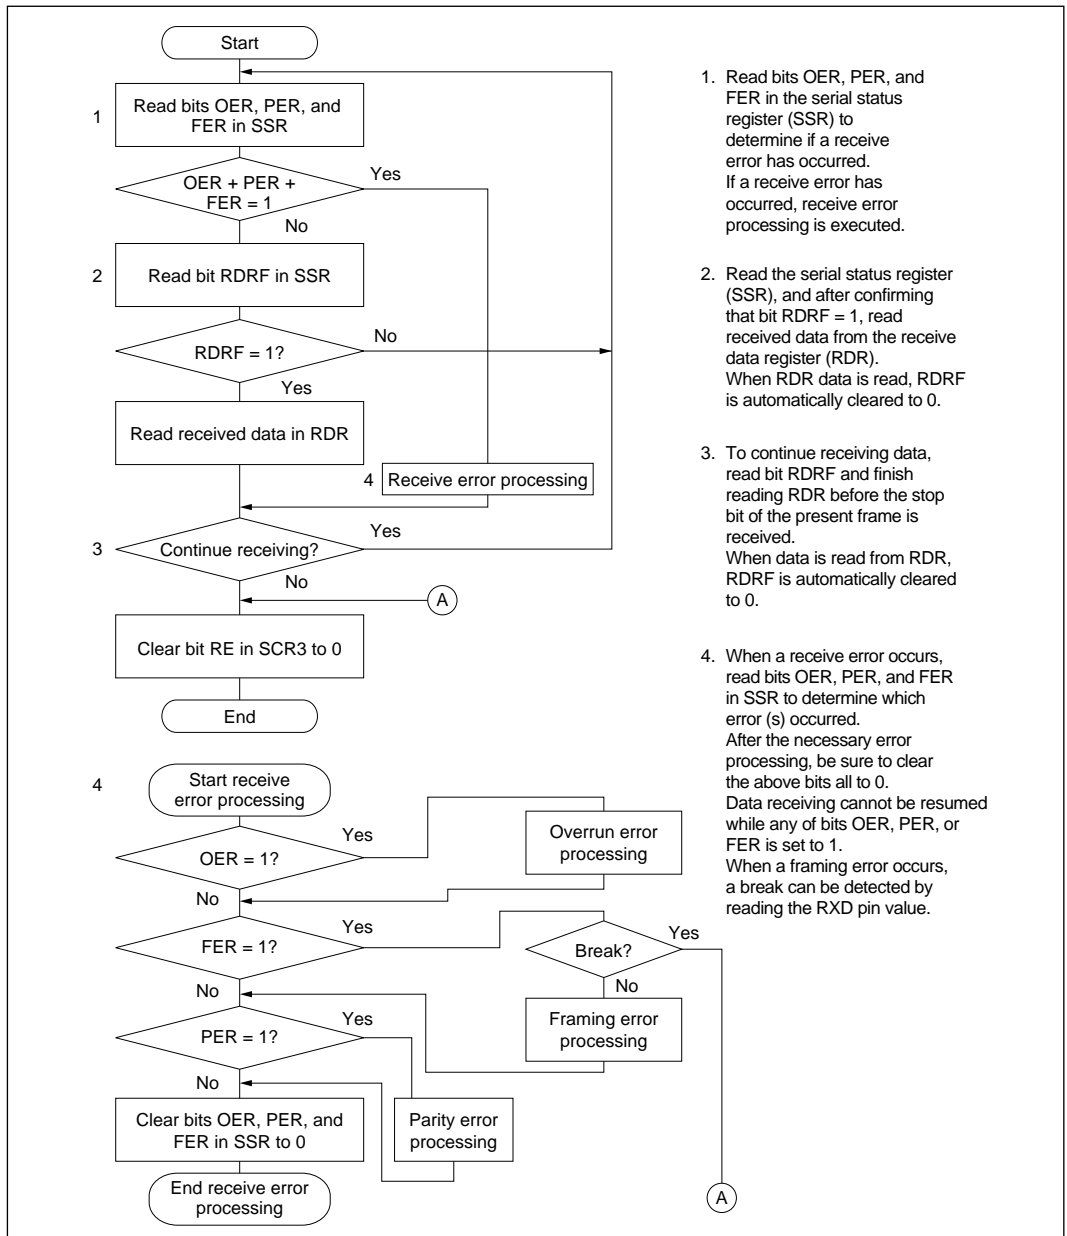 Start
1
Read bits OER, PER, and
FER in SSR
OER + PER +
FER = 1
Yes
No
2
Read bit RDRF in SSR
RDRF = 1?
No
Yes
Read received data in RDR
4
Receive error processing
3
Continue receiving?
Yes
No
A
Clear bit RE in SCR3 to 0
End
4
Start receive
error processing
OER = 1?
Yes
Overrun error
processing
No
FER = 1?
Yes
Break?
Yes
No
No
Framing error
processing
PER = 1?
Yes
No
Clear bits OER, PER, and
FER in SSR to 0
Parity error
processing
End receive error
processing
A
1. Read bits OER, PER, and
FER in the serial status
register (SSR) to
determine if a receive
error has occurred.
If a receive error has
occurred, receive error
processing is executed.
2. Read the serial status register
(SSR), and after confirming
that bit RDRF = 1, read
received data from the receive
data register (RDR).
When RDR data is read, RDRF
is automatically cleared to 0.
3. To continue receiving data,
read bit RDRF and finish
reading RDR before the stop
bit of the present frame is
received.
When data is read from RDR,
RDRF is automatically cleared
to 0.
4. When a receive error occurs,
read bits OER, PER, and FER
in SSR to determine which
error (s) occurred.
After the necessary error
processing, be sure to clear
the above bits all to 0.
Data receiving cannot be resumed
while any of bits OER, PER, or
FER is set to 1.
When a framing error occurs,
a break can be detected by
reading the RXD pin value.